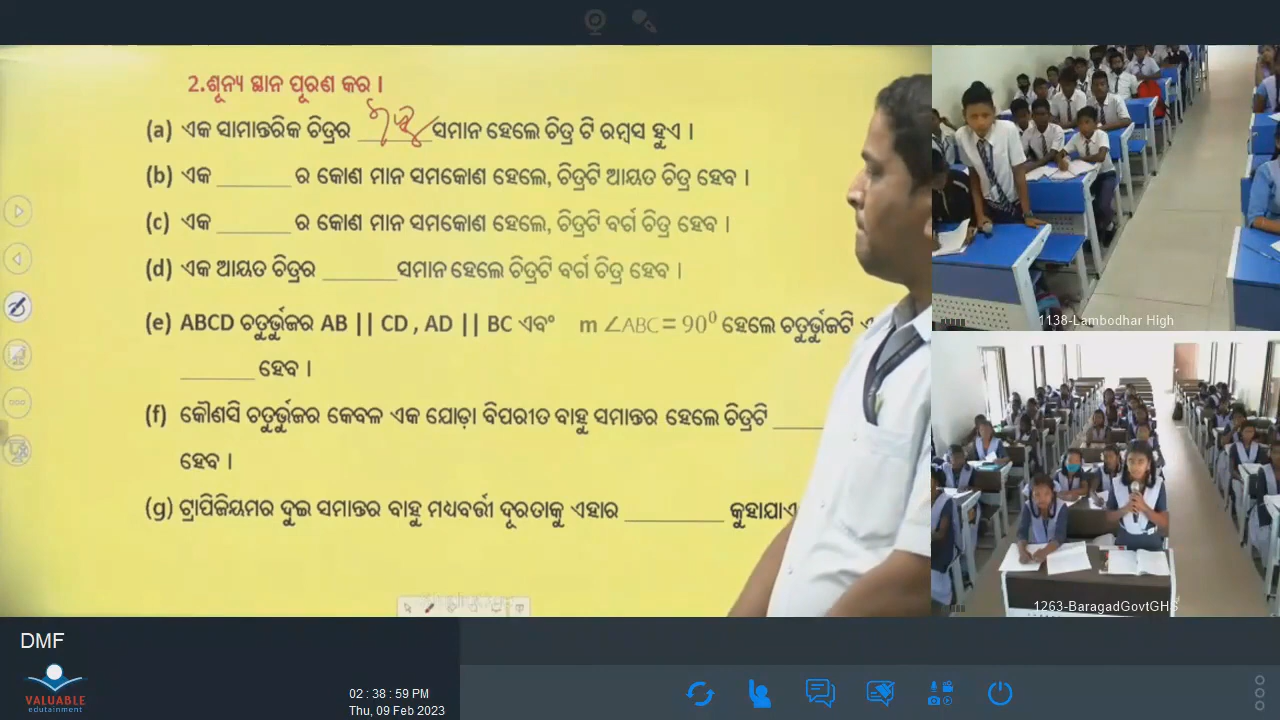 2.ଶୂନ୍ୟ ସ୍ଥାନ ପୂରଣ କର ।
(a) ଏକ ସାମାନ୍ତରିକ ଚିତ୍ରର ______ ସମାନ ହେଲେ ଚିତ୍ର ଟି ରମ୍ବସ ହୁଏ ।
(b) ଏକ ______ ର କୋଣ ମାନ ସମକୋଣ ହେଲେ, ଚିତ୍ରଟି ଆୟତ ଚିତ୍ର ହେବ ।
(c) ଏକ ______ ର କୋଣ ମାନ ସମକୋଣ ହେଲେ, ଚିତ୍ରଟି ବର୍ଗ ଚିତ୍ର ହେବ ।
(d) ଏକ ଆୟତ ଚିତ୍ରର ______ ସମାନ ହେଲେ ଚିତ୍ରଟି ବର୍ଗ ଚିତ୍ର ହେବ ।
(e) ABCD ଚତୁର୍ଭୁଜର AB || CD , AD || BC ଏବଂ m ∠ABC = 90⁰ ହେଲେ ଚତୁର୍ଭୁଜଟି
______ ହେବ ।
(f) କୌଣସି ଚତୁର୍ଭୁଜର କେବଳ ଏକ ଯୋଡ଼ା ବିପରୀତ ବାହୁ ସମାନ୍ତର ହେଲେ ଚିତ୍ରଟି ____
ହେବ ।
(g) ଟ୍ରାପିଜିୟମର ଦୁଇ ସମାନ୍ତର ବାହୁ ମଧ୍ୟବର୍ତ୍ତୀ ଦୂରତାକୁ ଏହାର ________ କୁହାଯାଏ
1138-Lambodhar High
1263-BaragadGovtGHS
DMF
VALUABLE
edutainment
02 : 38 : 59 PM
Thu, 09 Feb 2023